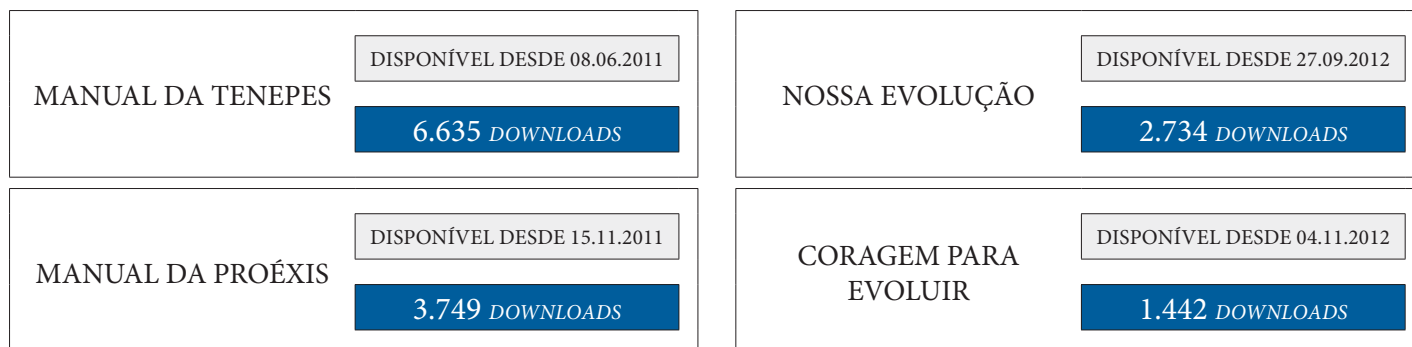 MANUAL DA TENEPES
DISPONÍVEL DESDE 08.06.2011
6.635 DOWNLOADS
NOSSA EVOLUÇÃO
DISPONÍVEL DESDE 27.09.2012
2.734 DOWNLOADS
MANUAL DA PROÉXIS
DISPONÍVEL DESDE 15.11.2011
3.749 DOWNLOADS
CORAGEM PARA
EVOLUIR
DISPONÍVEL DESDE 04.11.2012
1.442 DOWNLOADS